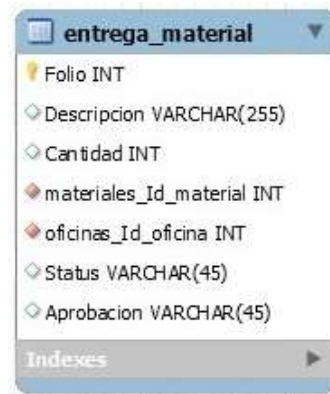 entrega_material
Folio INT
Descripcion VARCHAR(255)
Cantidad INT
materiales_Id_material INT
oficinas_Id_oficina INT
Status VARCHAR(45)
Aprobacion VARCHAR(45)
Indexes